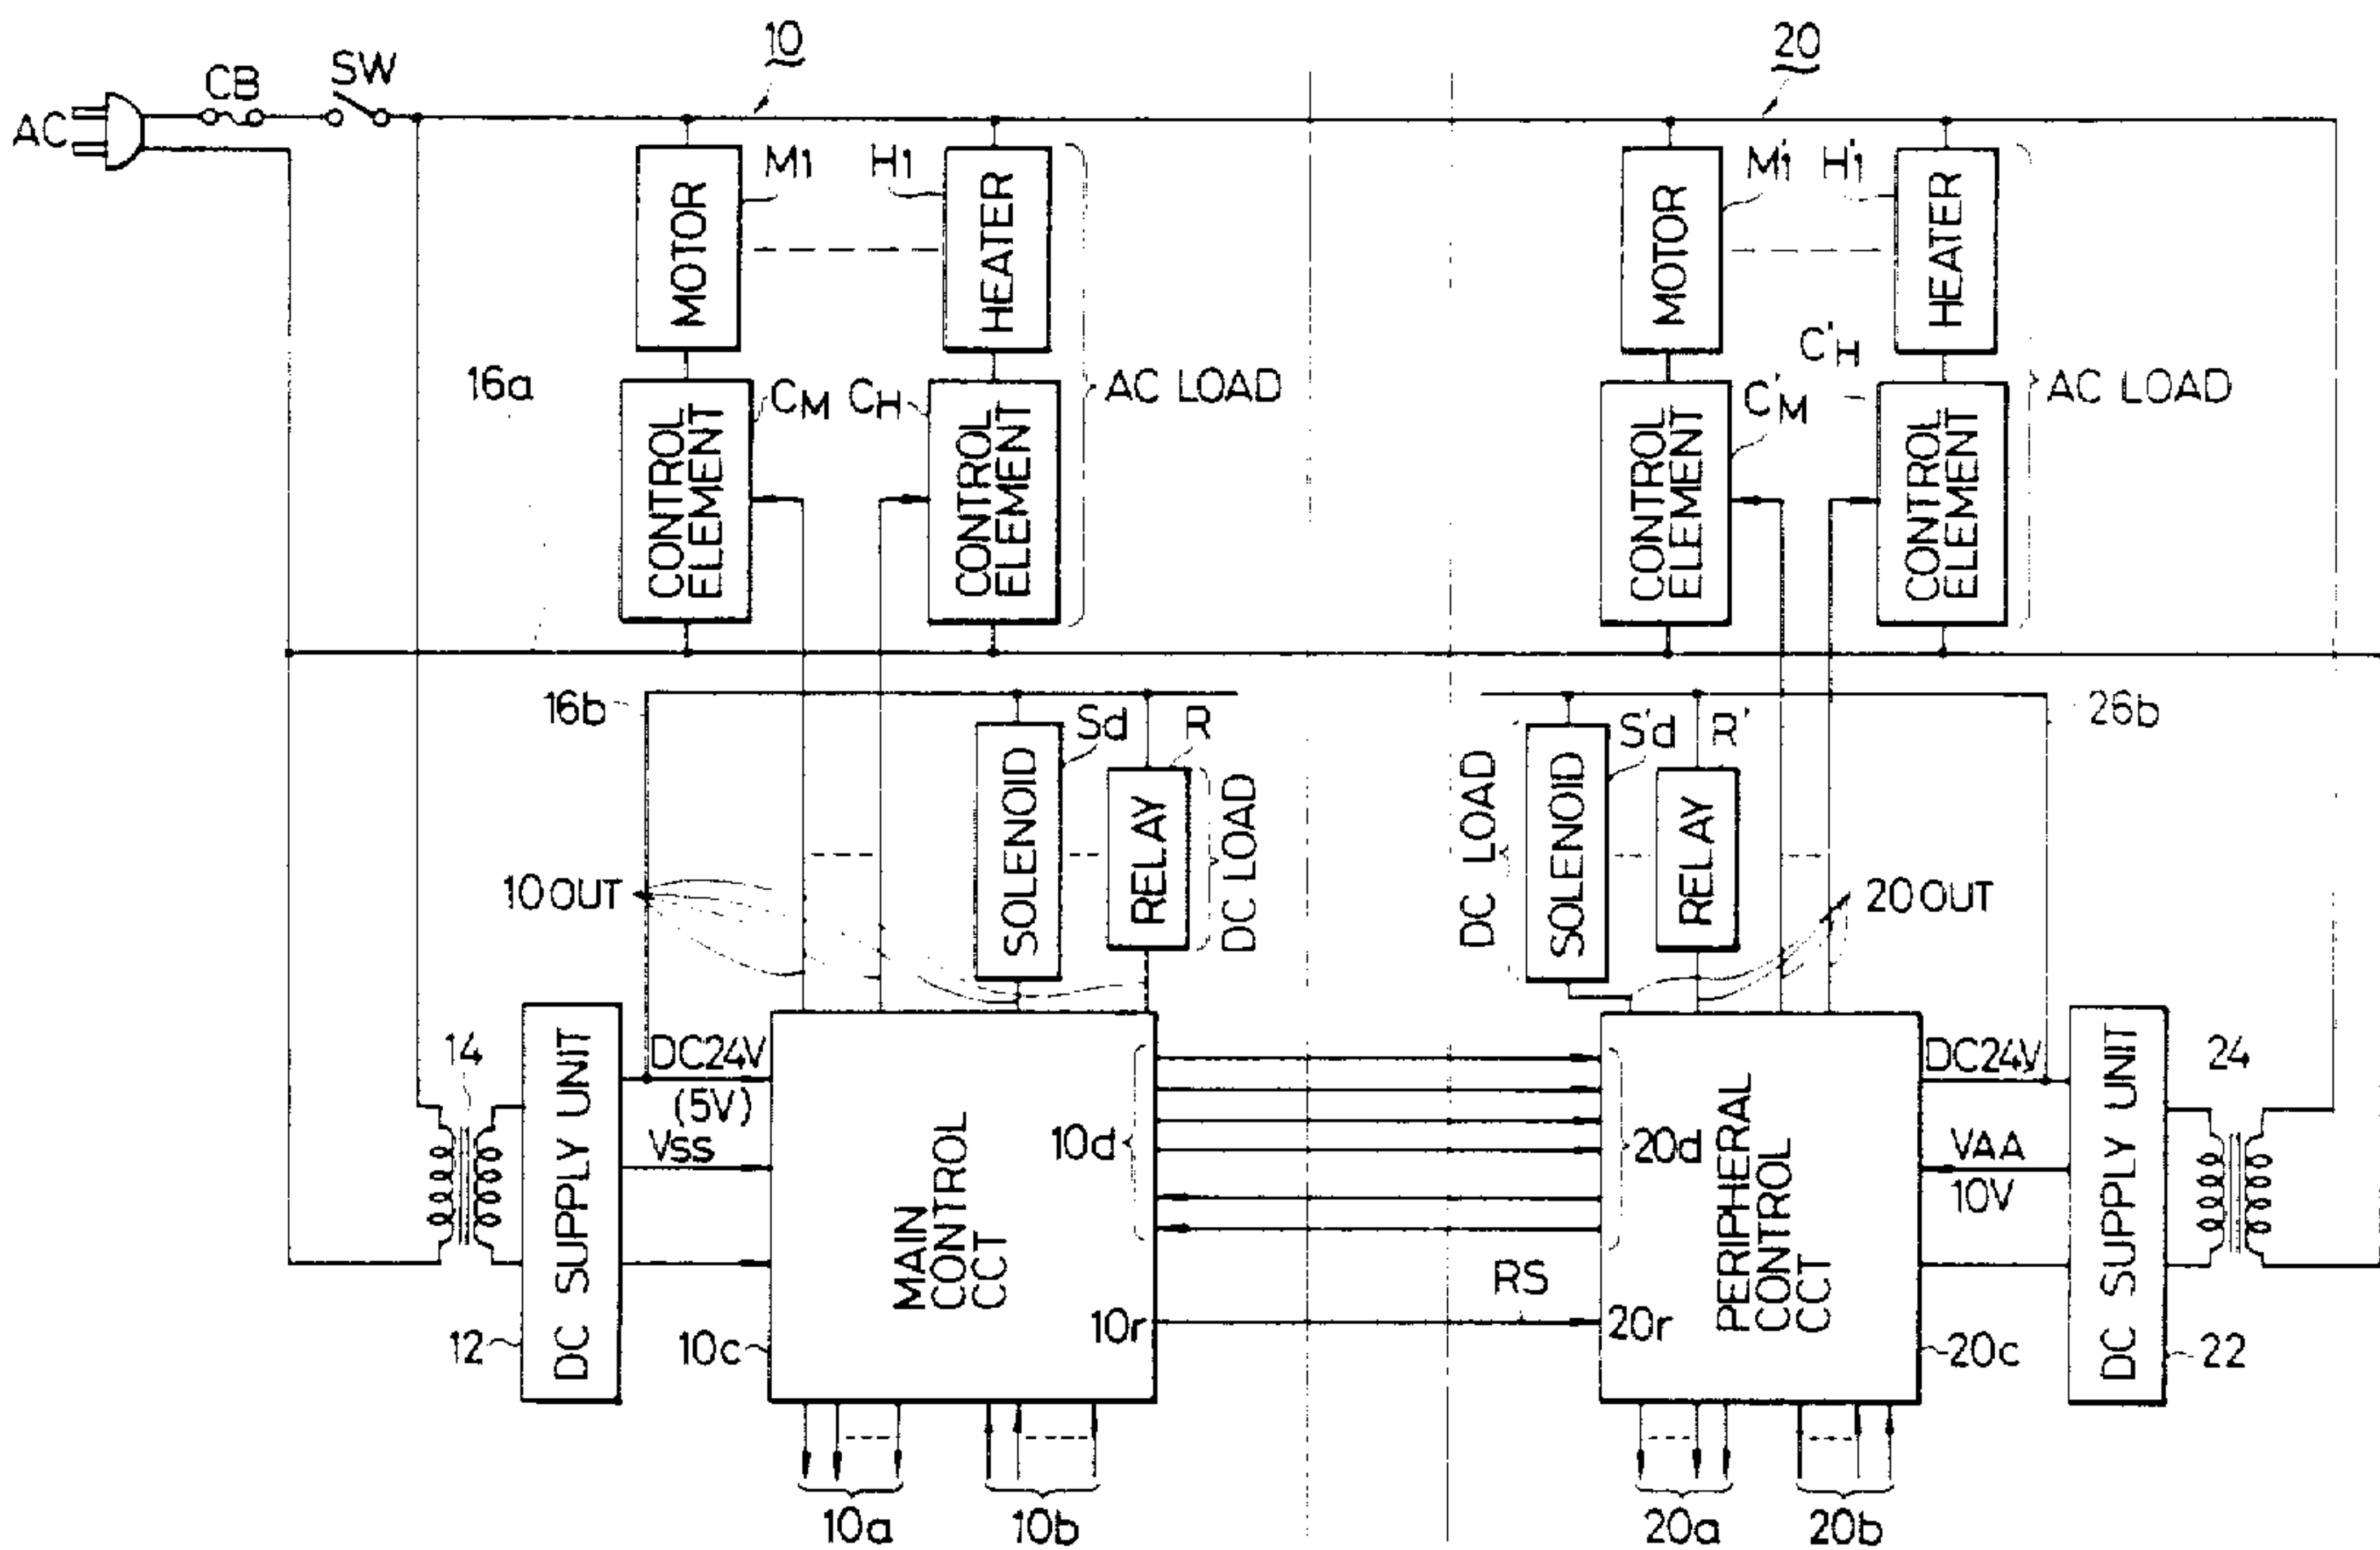 10
20
AC
CB
SW
M1
H1
MOTOR
HEATER
M'1
H'1
MOTOR
HEATER
16a
CM
CH
AC LOAD
C'H
C'M
AC LOAD
CONTROL
ELEMENT
CONTROL
ELEMENT
CONTROL
ELEMENT
CONTROL
ELEMENT
16b
Sd
R
SOLENOID
RELAY
DC LOAD
DC LOAD
S'd
R'
SOLENOID
RELAY
26b
10 OUT
20 OUT
14
DC SUPPLY UNIT
12
DC24V
(5V)
VSS
MAIN
CONTROL
CCT
10c
10d
10r
RS
20d
20r
PERIPHERAL
CONTROL
CCT
20c
DC24V
VAA
10V
DC SUPPLY UNIT
22
24
10a
10b
20a
20b